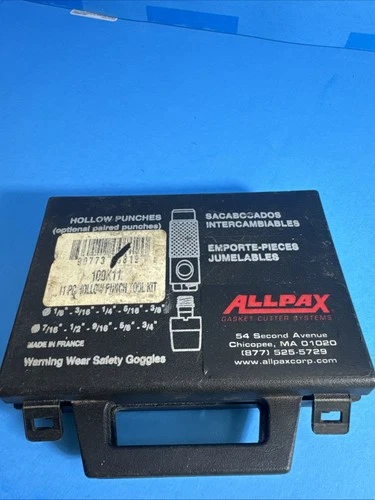 HOLLOW PUNCHES
(optional paired punches)
SACABOCADOS
INTERCAMBIABLES
EMPORTE-PIECES
JUMELABLES
99773
109X11
11 PC HOLLOW PUNCH TOOL KIT
1/8" - 3/16" - 1/4" - 5/16" - 3/8"
7/16" - 1/2" - 9/16" - 5/8" - 3/4"
MADE IN FRANCE
Warning Wear Safety Goggles
ALLPAX
GASKET CUTTER SYSTEMS
54 Second Avenue
Chicopee, MA 01020
(877) 525-5729
www.allpaxcorp.com